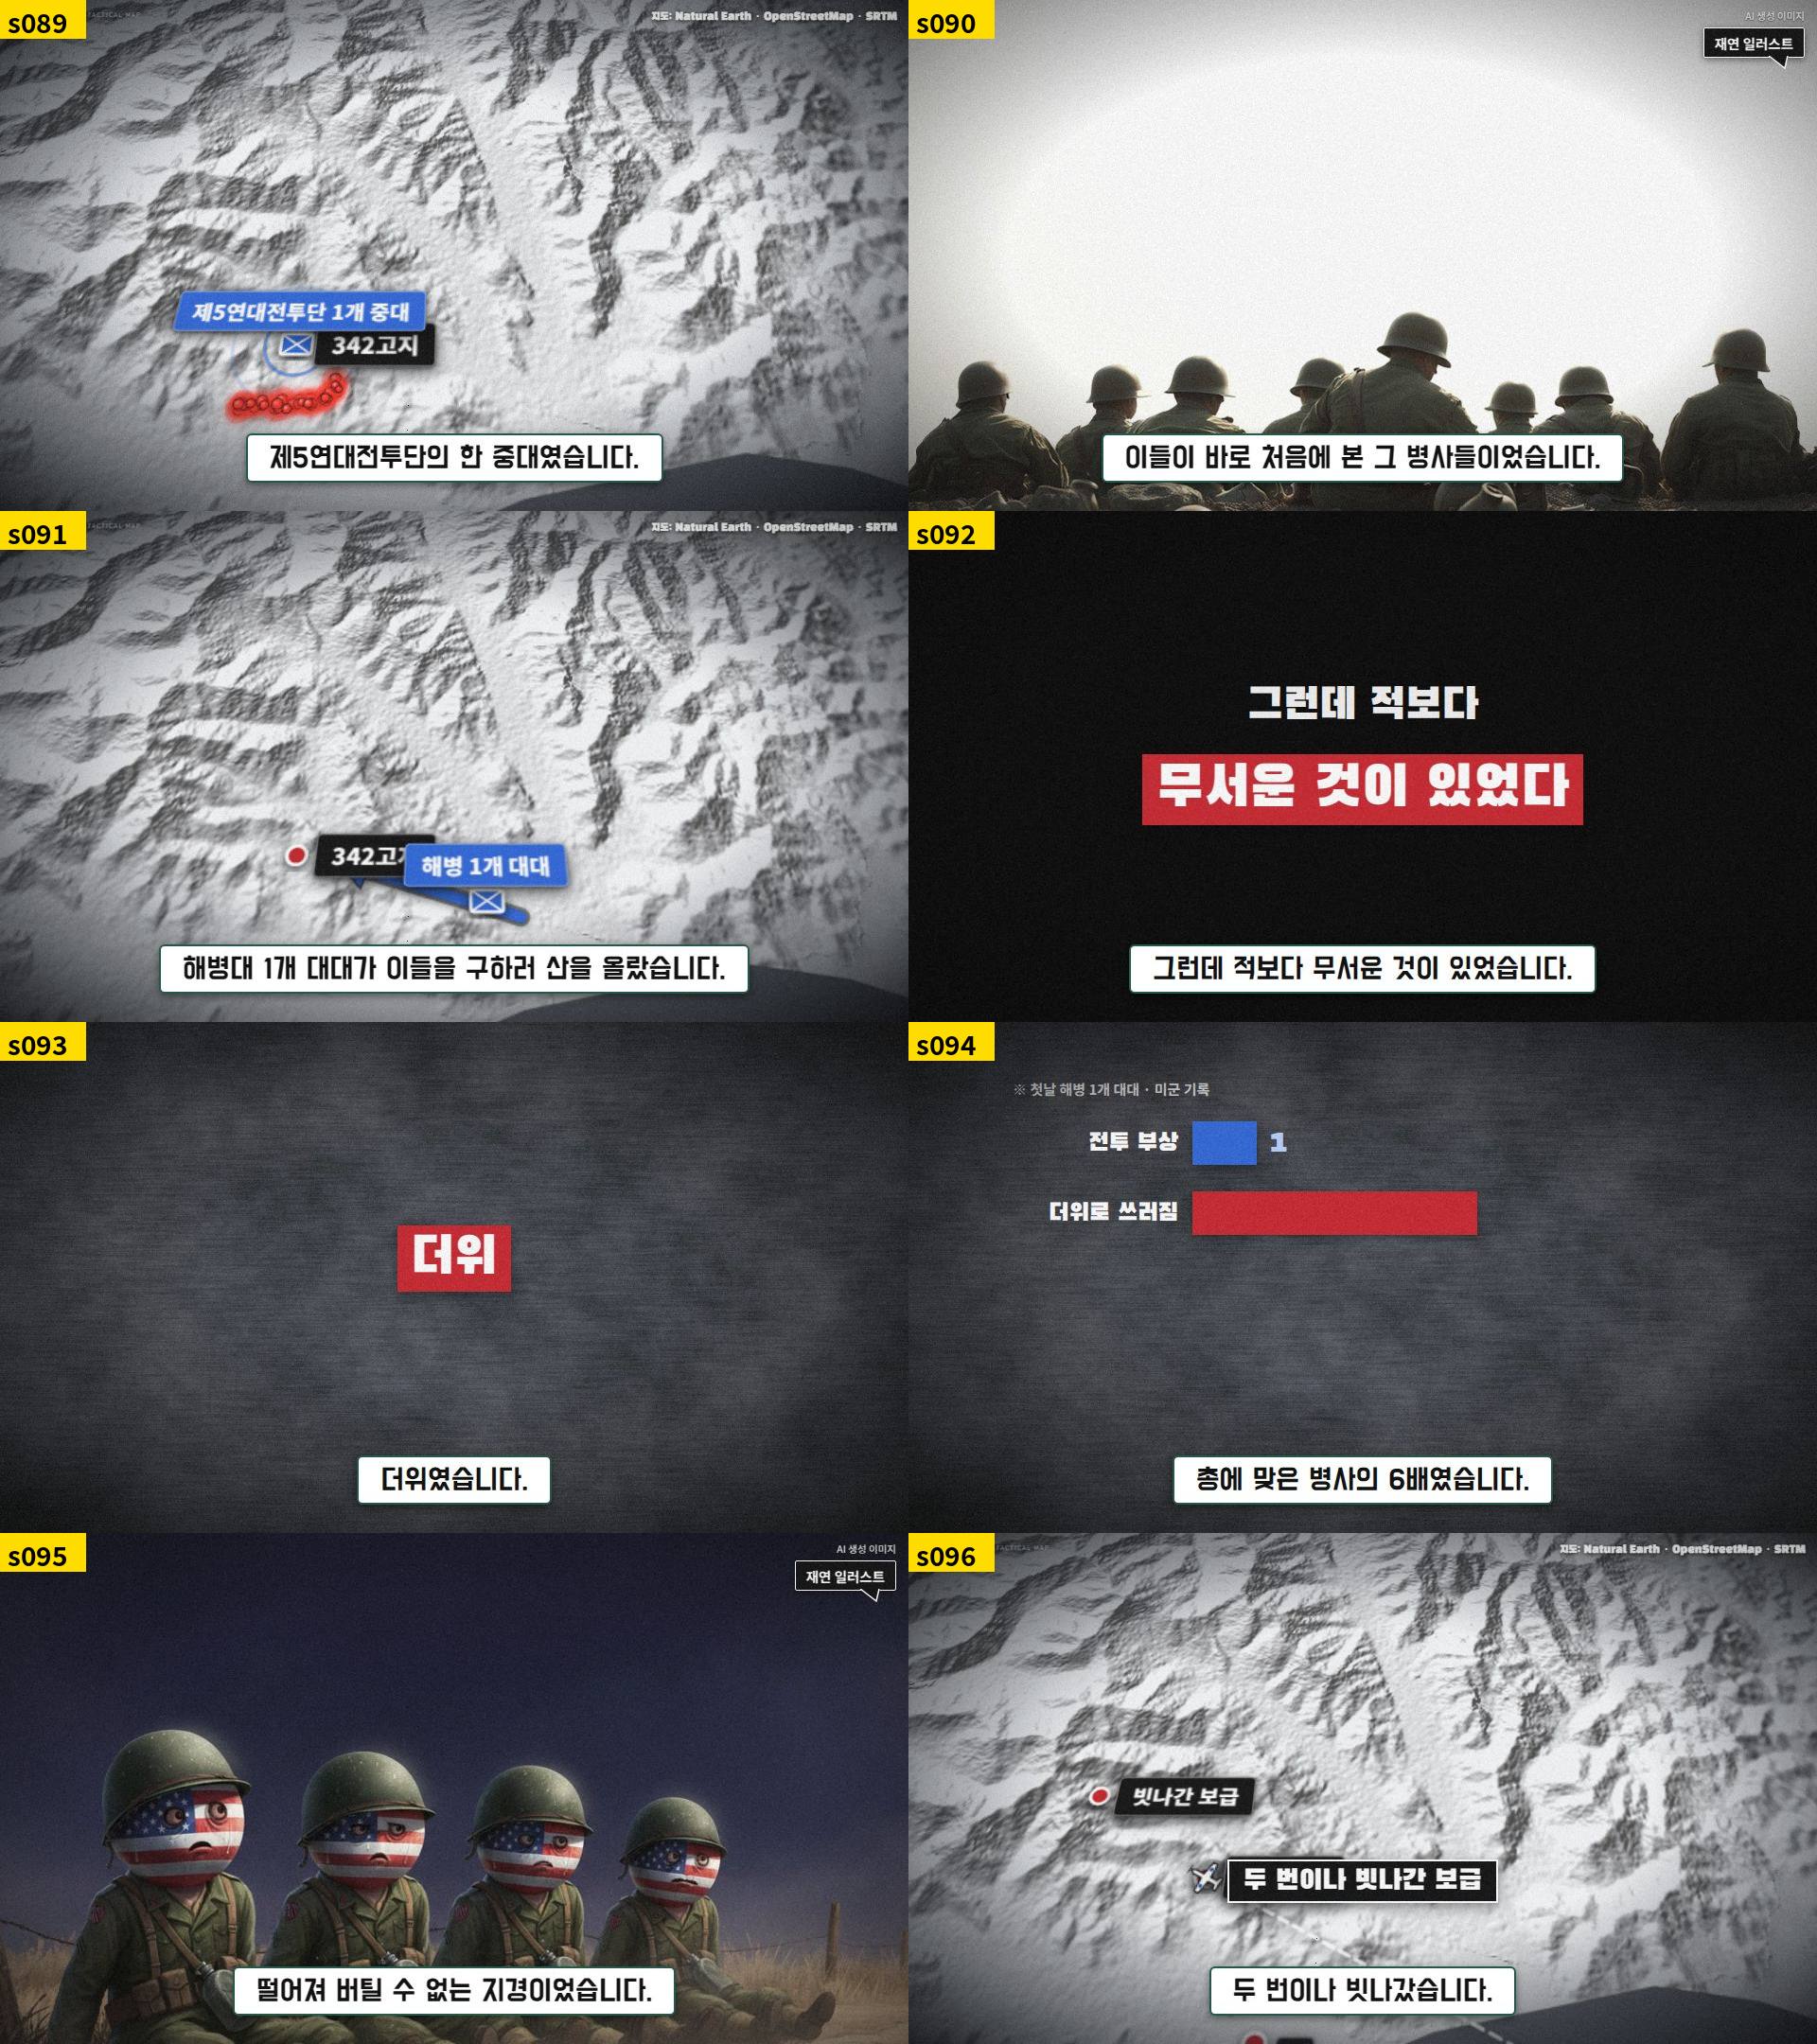 s089
TACTICAL MAP
지도: Natural Earth · OpenStreetMap · SRTM
제5연대전투단 1개 중대
342고지
제5연대전투단의 한 중대였습니다.
s090
AI 생성 이미지
재연 일러스트
이들이 바로 처음에 본 그 병사들이었습니다.
s091
TACTICAL MAP
지도: Natural Earth · OpenStreetMap · SRTM
342고지
해병 1개 대대
해병대 1개 대대가 이들을 구하러 산을 올랐습니다.
s092
그런데 적보다
무서운 것이 있었다
그런데 적보다 무서운 것이 있었습니다.
s093
더위
더위였습니다.
s094
※ 첫날 해병 1개 대대 · 미군 기록
전투 부상 1
더위로 쓰러짐
총에 맞은 병사의 6배였습니다.
s095
AI 생성 이미지
재연 일러스트
떨어져 버틸 수 없는 지경이었습니다.
s096
TACTICAL MAP
지도: Natural Earth · OpenStreetMap · SRTM
빗나간 보급
두 번이나 빗나간 보급
두 번이나 빗나갔습니다.